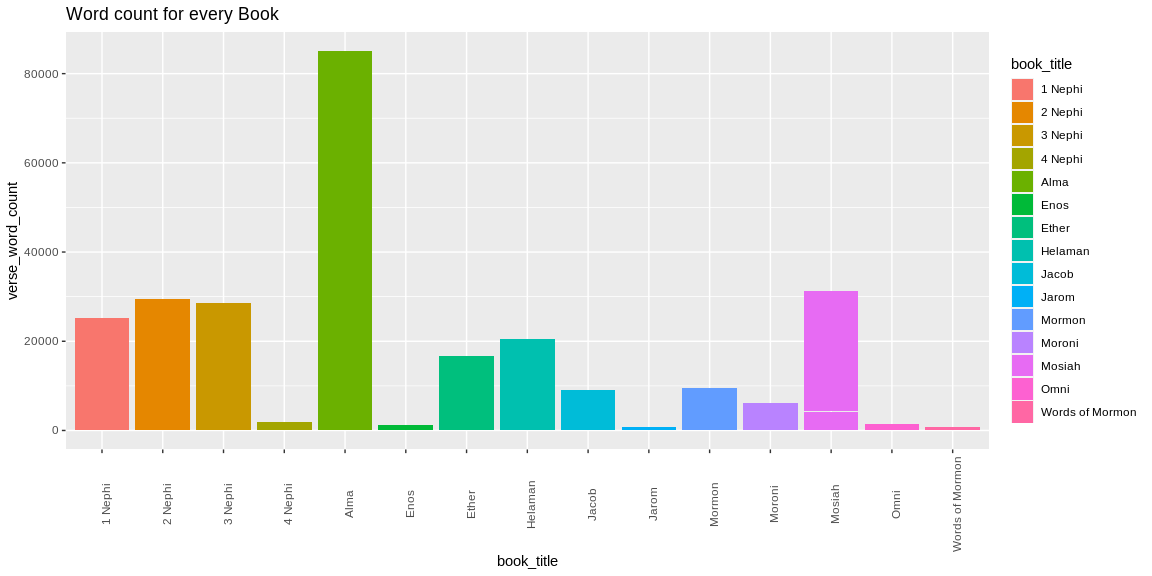 Word count for every Book
verse_word_count
80000
60000
40000
20000
0
1 Nephi
2 Nephi
3 Nephi
4 Nephi
Alma
Enos
Ether
Helaman
Jacob
Jarom
Mormon
Moroni
Mosiah
Omni
Words of Mormon
book_title
book_title
1 Nephi
2 Nephi
3 Nephi
4 Nephi
Alma
Enos
Ether
Helaman
Jacob
Jarom
Mormon
Moroni
Mosiah
Omni
Words of Mormon